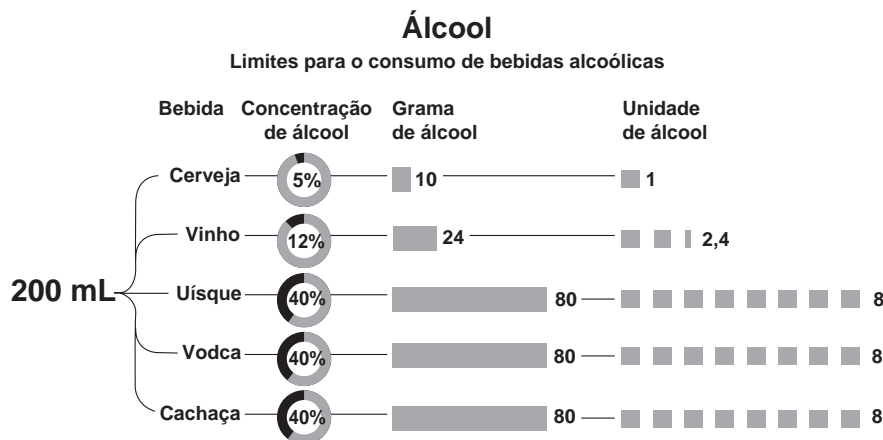 Álcool
Limites para o consumo de bebidas alcoólicas
Bebida Concentração de álcool Grama de álcool Unidade de álcool
200 mL
Cerveja 5% 10 1
Vinho 12% 24 2,4
Uísque 40% 80 8
Vodca 40% 80 8
Cachaça 40% 80 8